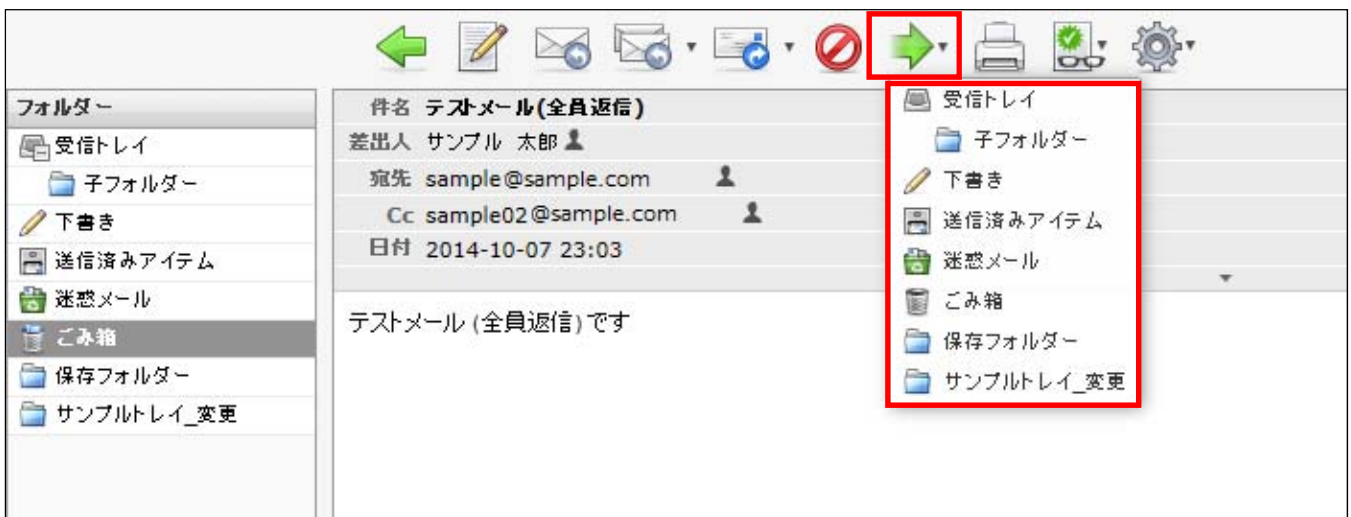 フォルダー
受信トレイ
子フォルダー
下書き
送信済みアイテム
迷惑メール
ごみ箱
保存フォルダー
サンプルトレイ_変更
件名 テストメール(全員返信)
差出人 サンプル 太郎
宛先 sample@sample.com
Cc sample02@sample.com
日付 2014-10-07 23:03
テストメール (全員返信) です
受信トレイ
子フォルダー
下書き
送信済みアイテム
迷惑メール
ごみ箱
保存フォルダー
サンプルトレイ_変更